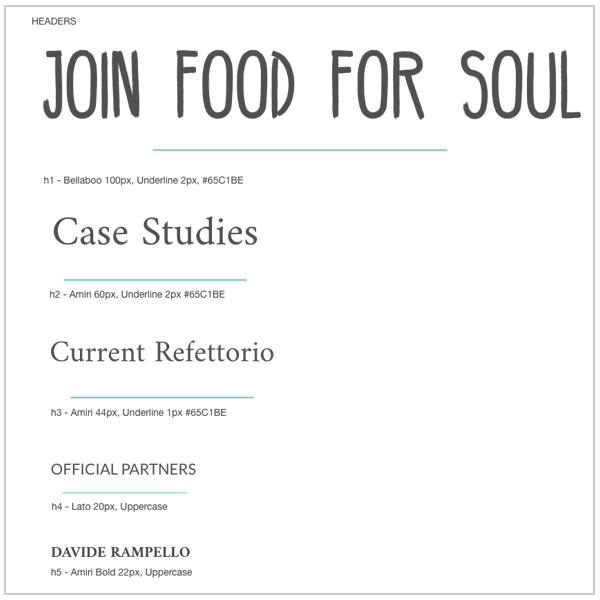 HEADERS
JOIN FOOD FOR SOUL
h1 - Bellaboo 100px, Underline 2px, #65C1BE
Case Studies
h2 - Amiri 60px, Underline 2px #65C1BE
Current Refettorio
h3 - Amiri 44px, Underline 1px #65C1BE
OFFICIAL PARTNERS
h4 - Lato 20px, Uppercase
DAVIDE RAMPELLO
h5 - Amiri Bold 22px, Uppercase